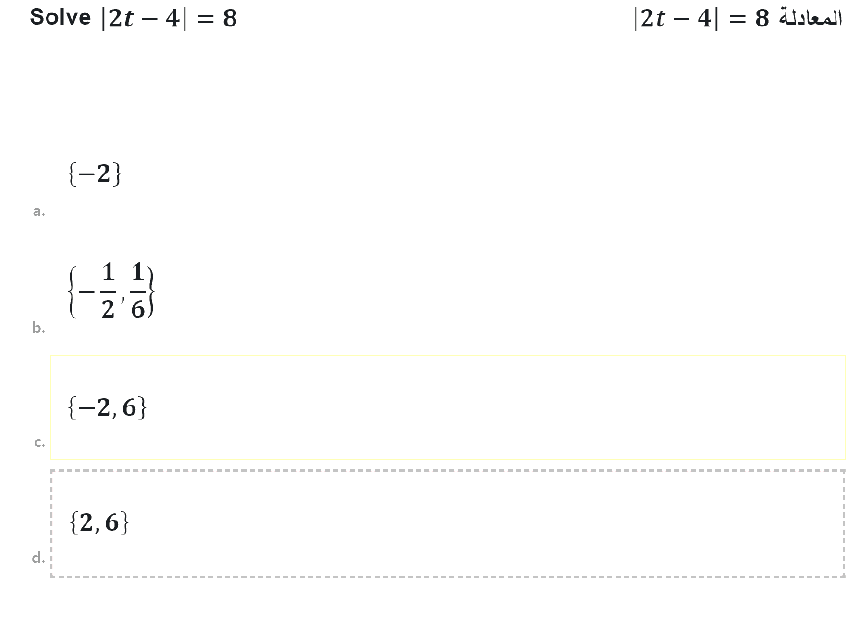 Solve |2t − 4| = 8
المعادلة |2t − 4| = 8
{−2}
a.
{−1/2, 1/6}
b.
{−2, 6}
c.
{2, 6}
d.